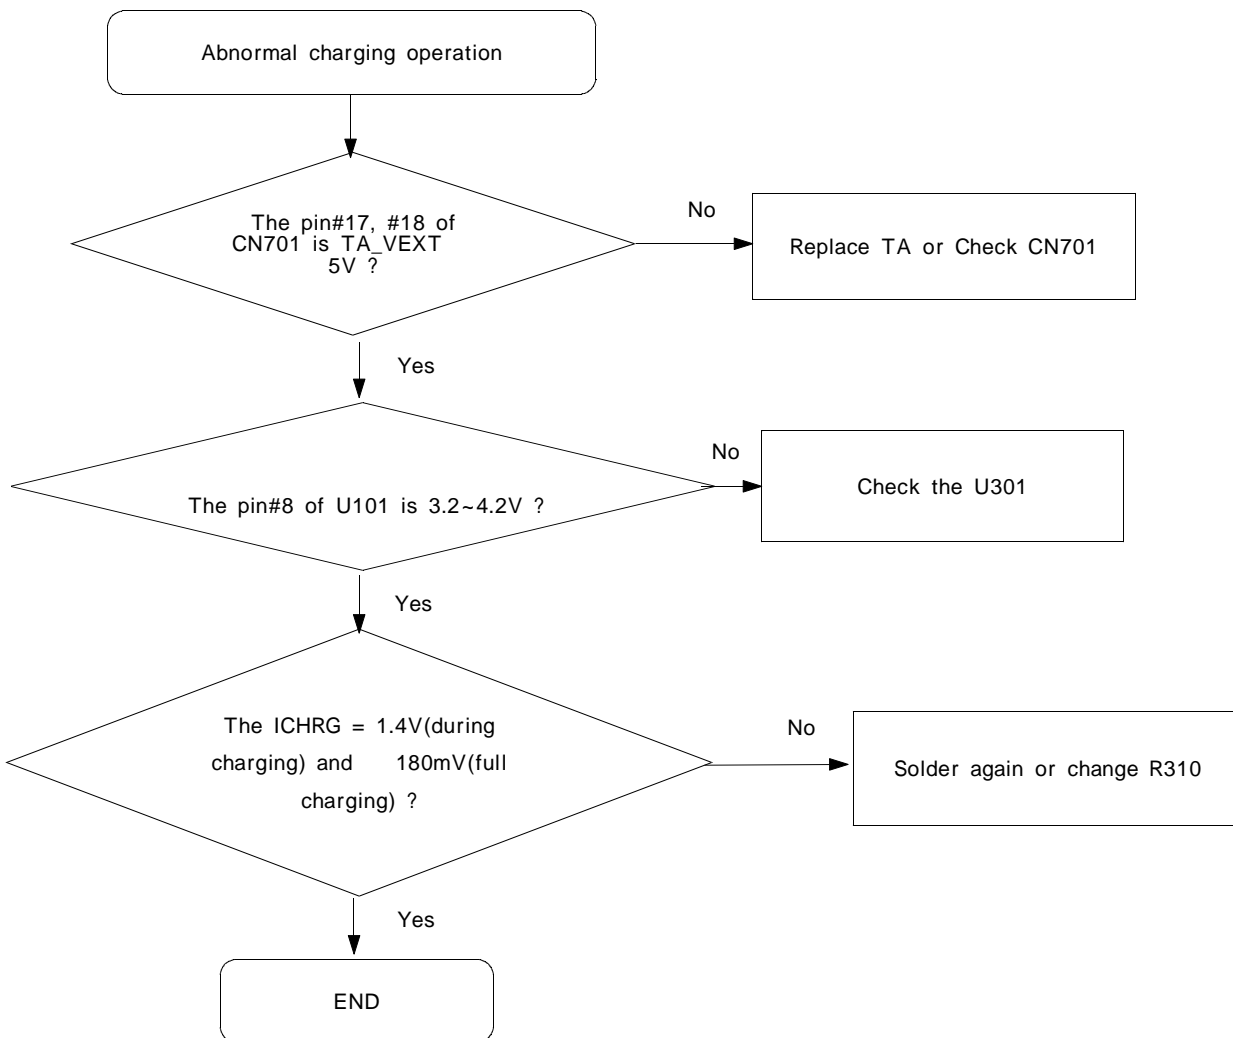 Abnormal charging operation
The pin#17, #18 of
CN701 is TA_VEXT
5V ?
No
Replace TA or Check CN701
Yes
The pin#8 of U101 is 3.2~4.2V ?
No
Check the U301
Yes
The ICHRG = 1.4V(during
charging) and 180mV(full
charging) ?
No
Solder again or change R310
Yes
END